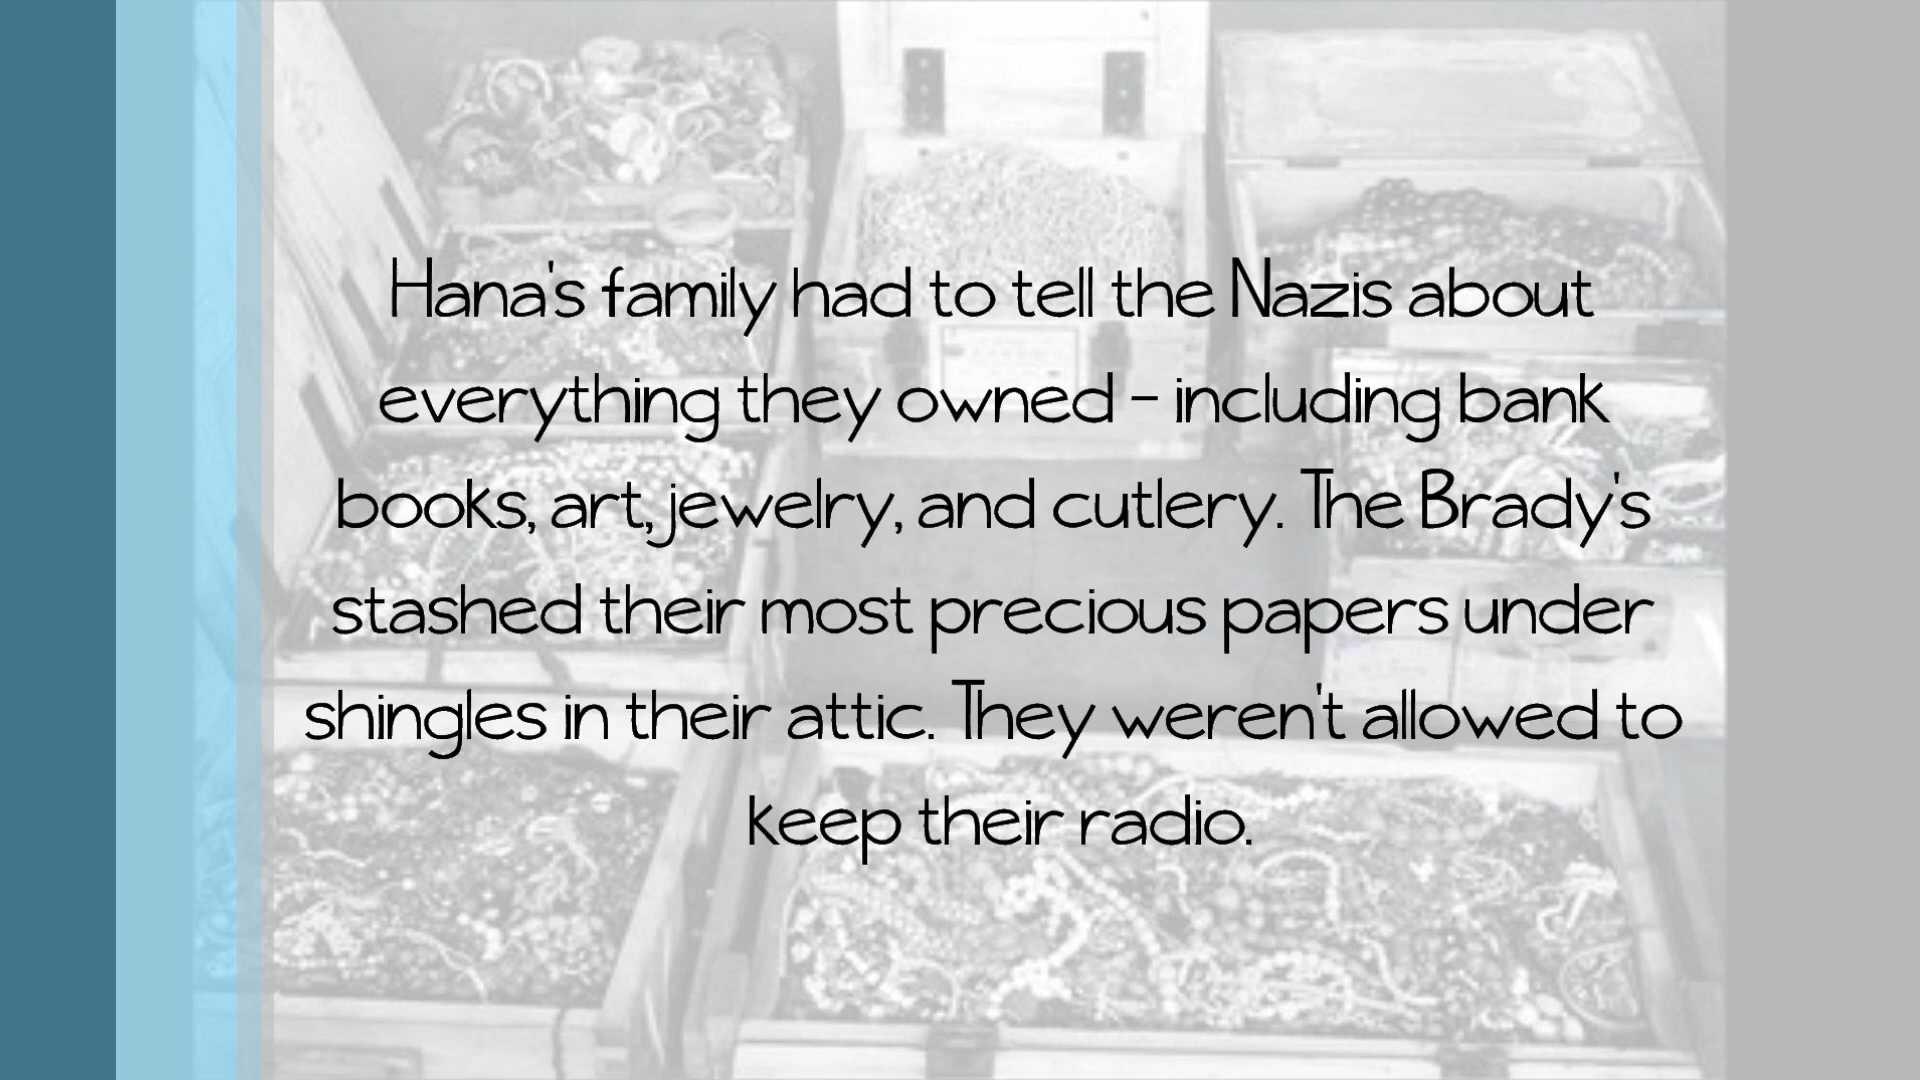 Hana's family had to tell the Nazis about
everything they owned - including bank
books, art, jewelry, and cutlery. The Brady's
stashed their most precious papers under
shingles in their attic. They weren't allowed to
keep their radio.